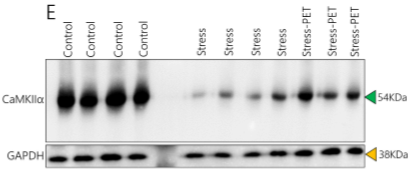 E
Control Control Control Control Stress Stress Stress Stress Stress-PET Stress-PET Stress-PET
CaMKIIα 54KDa
GAPDH 38KDa